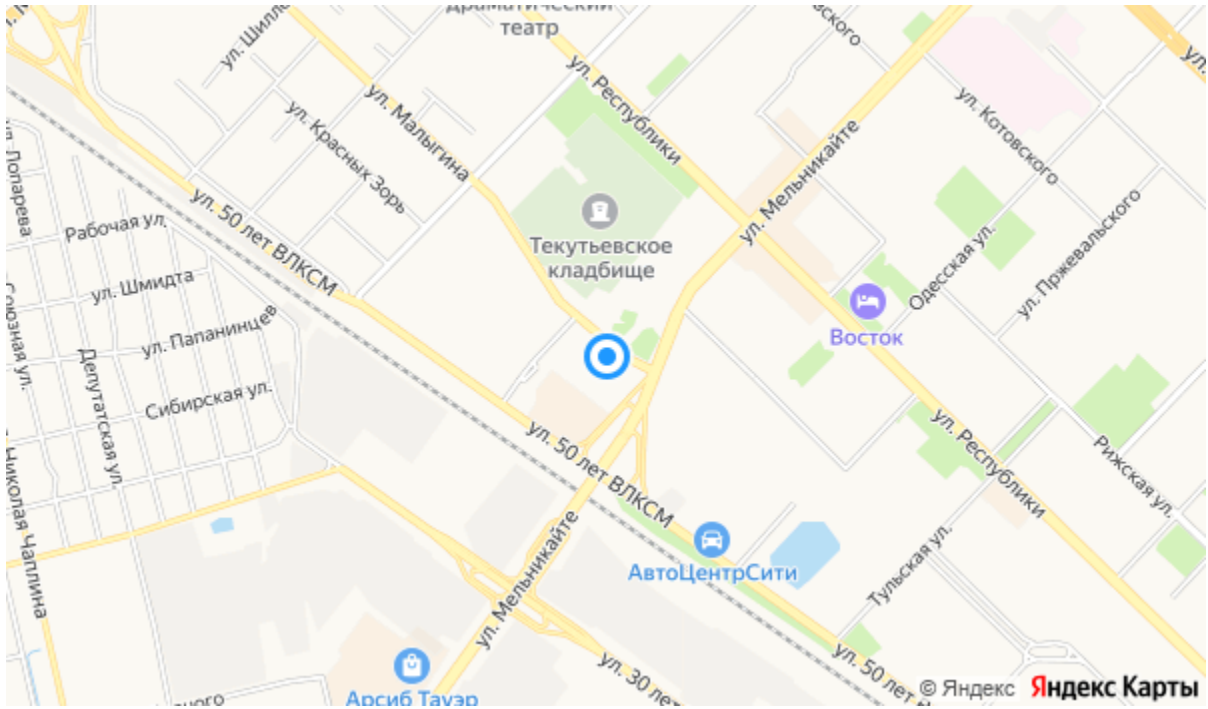 драматический
театр
ул. Шилл
ул. Республики
ул. Малыгина
ул. Красных Зорь
ул. Котовского
ул. Мельникайте
ул. Лопарева
ул. 50 лет ВЛКСМ
Рабочая ул.
Текутьевское
кладбище
ул. Пржевальского
Одесская ул.
ул. Шмидта
Союзная ул.
ул. Папанинцев
Восток
Депутатская ул.
Сибирская ул.
ул. Республики
Рижская ул.
ул. 50 лет ВЛКСМ
Николая Чаплина
ул. Мельникайте
АвтоЦентрСити
Тульская ул.
ул. 50 лет В
ул. 30 лет
Арсиб Тауэр
© Яндекс Яндекс Карты